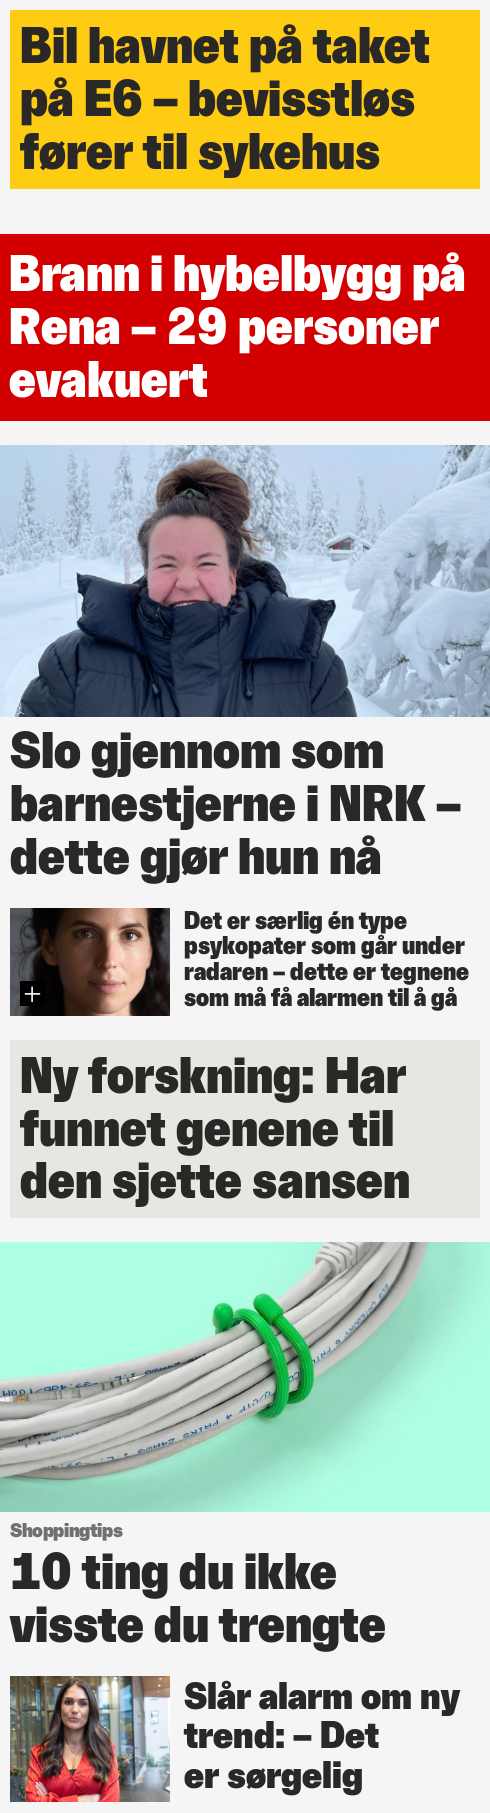 Bil havnet på taket
på E6 – bevisstløs
fører til sykehus
Brann i hybelbygg på
Rena – 29 personer
evakuert
Slo gjennom som
barnestjerne i NRK –
dette gjør hun nå
Det er særlig én type
psykopater som går under
radaren – dette er tegnene
som må få alarmen til å gå
Ny forskning: Har
funnet genene til
den sjette sansen
Shoppingtips
10 ting du ikke
visste du trengte
Slår alarm om ny
trend: – Det
er sørgelig